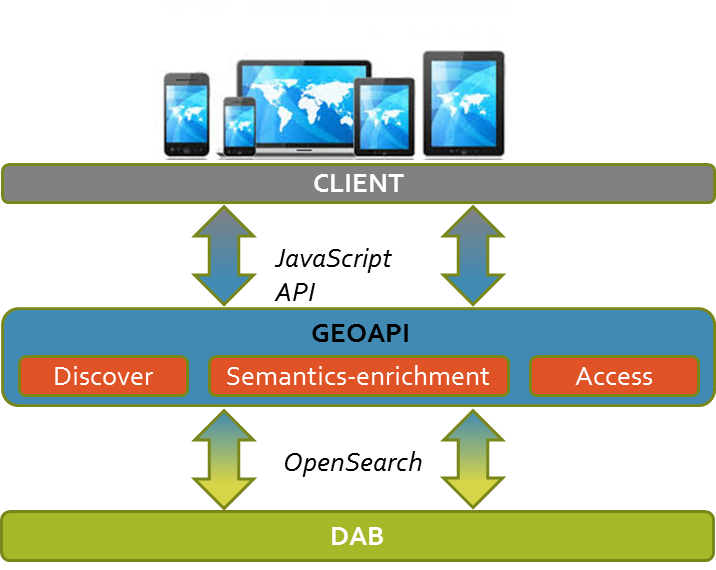 CLIENT
JavaScript
API
GEOAPI
Discover
Semantics-enrichment
Access
OpenSearch
DAB